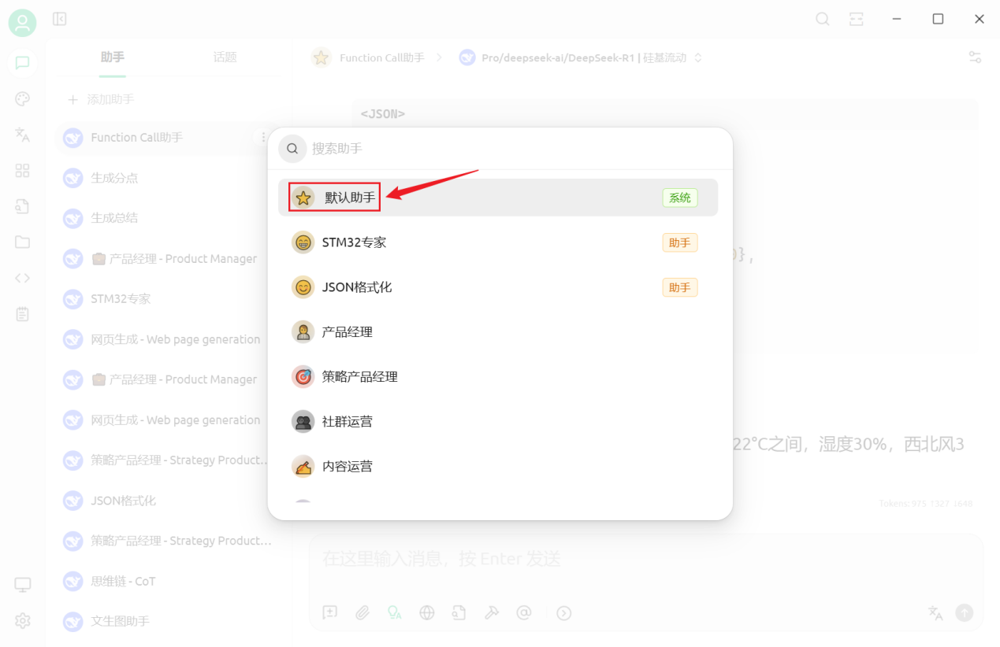 助手 话题
Function Call助手 Pro/deepseek-ai/DeepSeek-R1 | 硅基流动
添加助手
Function Call助手
生成分点
生成总结
产品经理 - Product Manager
STM32专家
网页生成 - Web page generation
产品经理 - Product Manager
网页生成 - Web page generation
策略产品经理 - Strategy Product...
JSON格式化
策略产品经理 - Strategy Product...
思维链 - CoT
文生图助手
<JSON>
搜索助手
默认助手 系统
STM32专家 助手
JSON格式化 助手
产品经理
策略产品经理
社群运营
内容运营
},
22°C之间，湿度30%，西北风3
Tokens: 975 ↑327 ↓648
在这里输入消息，按 Enter 发送